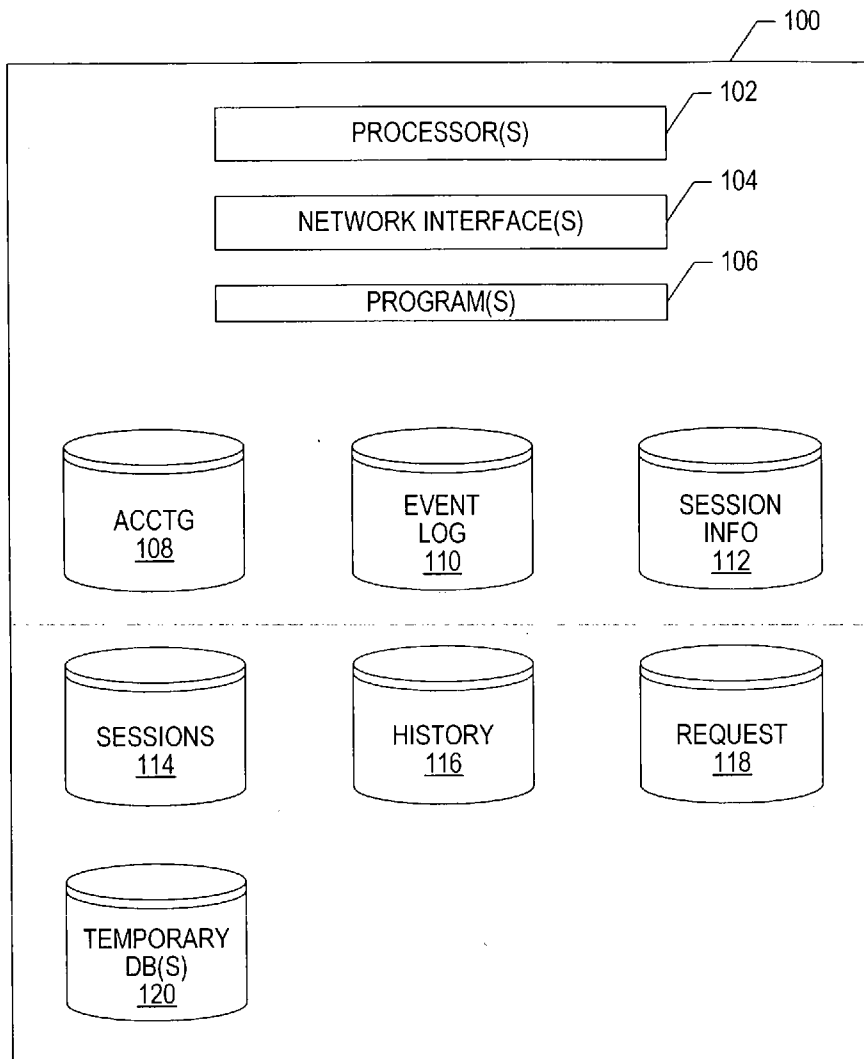 100
PROCESSOR(S)
102
NETWORK INTERFACE(S)
104
PROGRAM(S)
106
ACCTG
108
EVENT
LOG
110
SESSION
INFO
112
SESSIONS
114
HISTORY
116
REQUEST
118
TEMPORARY
DB(S)
120